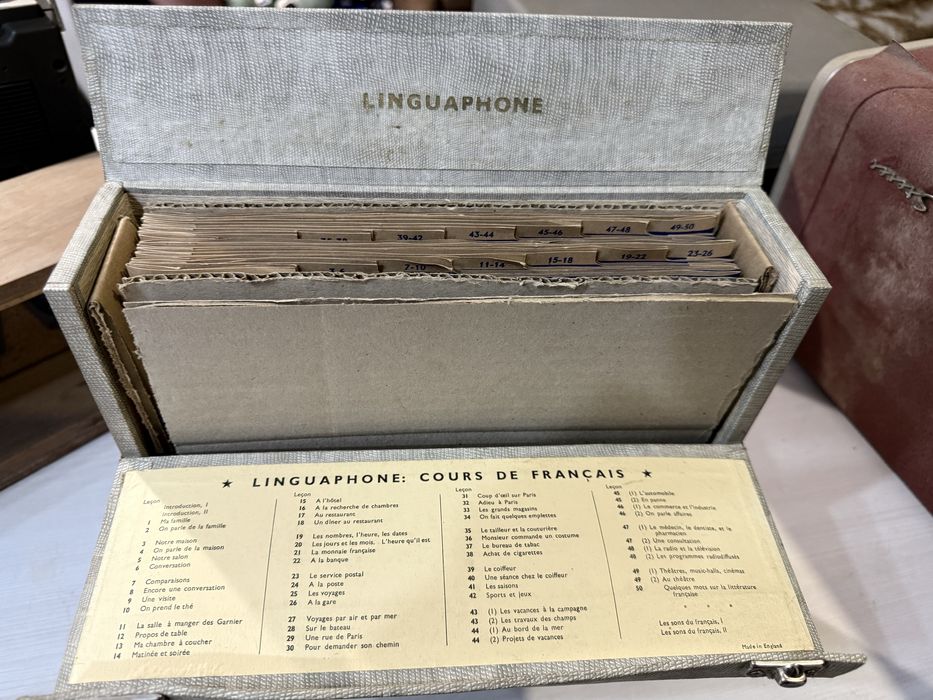 LINGUAPHONE
39-42
43-44
45-46
47-48
49-50
3-6
7-10
11-14
15-18
19-22
23-26
★ LINGUAPHONE: COURS DE FRANÇAIS ★
Leçon
Introduction, I
Introduction, II
1 Ma famille
2 On parle de la famille
3 Notre maison
4 On parle de la maison
5 Notre salon
6 Conversation
7 Comparaisons
8 Encore une conversation
9 Une visite
10 On prend le thé
11 La salle à manger des Garnier
12 Propos de table
13 Ma chambre à coucher
14 Matinée et soirée
Leçon
15 A l'hôtel
16 A la recherche de chambres
17 Au restaurant
18 Un dîner au restaurant
19 Les nombres, l'heure, les dates
20 Les jours et les mois. L'heure qu'il est
21 La monnaie française
22 A la banque
23 Le service postal
24 A la poste
25 Les voyages
26 A la gare
27 Voyages par air et par mer
28 Sur le bateau
29 Une rue de Paris
30 Pour demander son chemin
Leçon
31 Coup d'œil sur Paris
32 Adieu à Paris
33 Les grands magasins
34 On fait quelques emplettes
35 Le tailleur et la couturière
36 Monsieur commande un costume
37 Le bureau de tabac
38 Achat de cigarettes
39 Le coiffeur
40 Une séance chez le coiffeur
41 Les saisons
42 Sports et jeux
43 (1) Les vacances à la campagne
43 (2) Les travaux des champs
44 (1) Au bord de la mer
44 (2) Projets de vacances
Leçon
45 (1) L'automobile
45 (2) En panne
46 (1) Le commerce et l'industrie
46 (2) On parle affaires
47 (1) Le médecin, le dentiste, et le
pharmacien
47 (2) Une consultation
48 (1) La radio et la télévision
48 (2) Les programmes radiodiffusés
49 (1) Théâtres, music-halls, cinémas
49 (2) Au théâtre
50 Quelques mots sur la littérature
française
* * *
Les sons du français, I
Les sons du français, II
Made in England